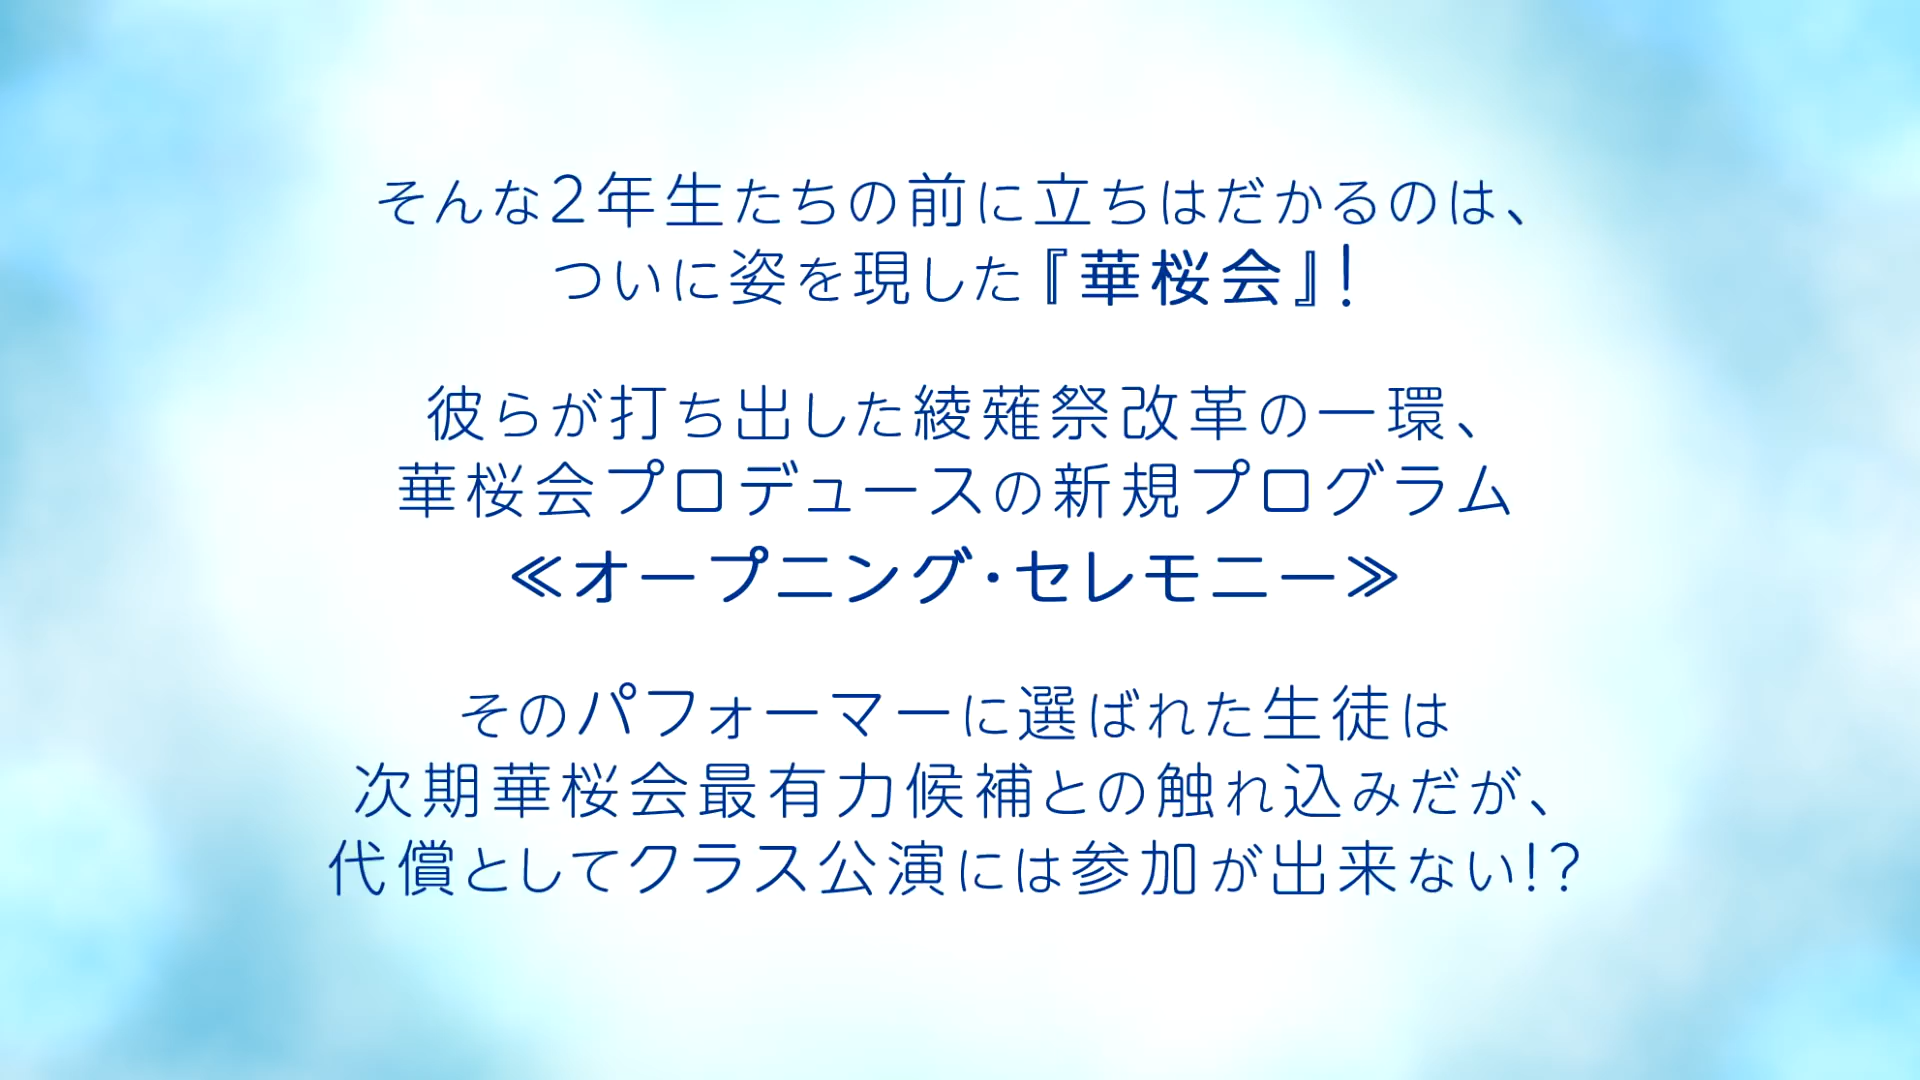 そんな2年生たちの前に立ちはだかるのは、
ついに姿を現した『華桜会』!
彼らが打ち出した綾薙祭改革の一環、
華桜会プロデュースの新規プログラム
≪オープニング・セレモニー≫
そのパフォーマーに選ばれた生徒は
次期華桜会最有力候補との触れ込みだが、
代償としてクラス公演には参加が出来ない!?